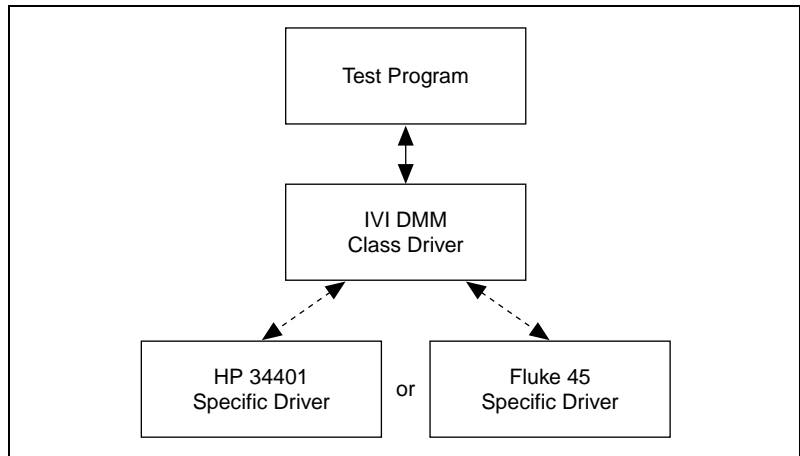 Test Program
IVI DMM
Class Driver
HP 34401
Specific Driver
or
Fluke 45
Specific Driver